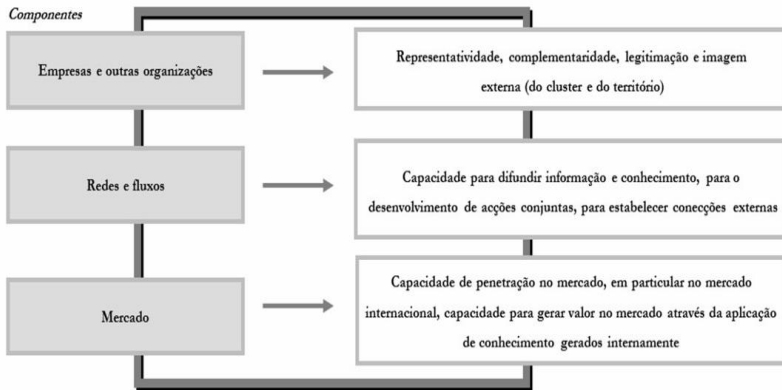 Componentes
Empresas e outras organizações
Representatividade, complementaridade, legitimação e imagem
externa (do cluster e do território)
Redes e fluxos
Capacidade para difundir informação e conhecimento, para o
desenvolvimento de acções conjuntas, para estabelecer conecções externas
Mercado
Capacidade de penetração no mercado, em particular no mercado
internacional, capacidade para gerar valor no mercado através da aplicação
de conhecimento gerados internamente